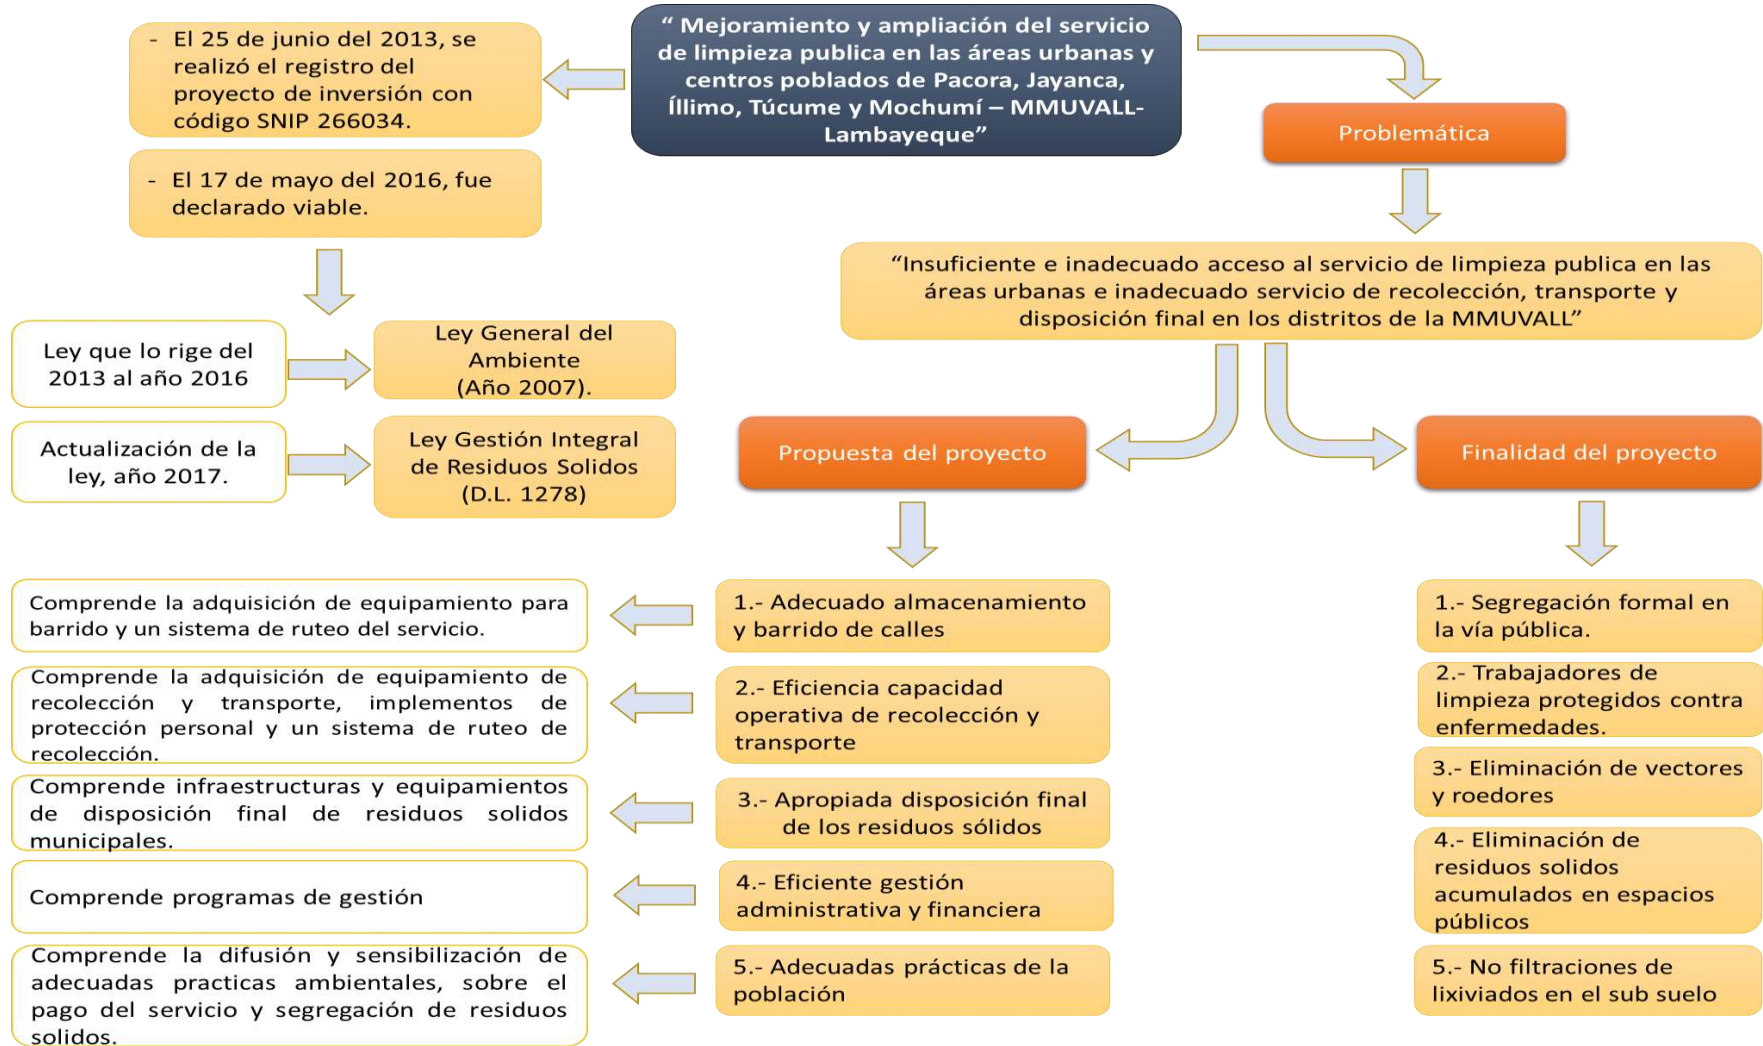 “ Mejoramiento y ampliación del servicio
de limpieza publica en las áreas urbanas y
centros poblados de Pacora, Jayanca,
Íllimo, Túcume y Mochumí – MMUVALL-
Lambayeque”
- El 25 de junio del 2013, se
realizó el registro del
proyecto de inversión con
código SNIP 266034.
- El 17 de mayo del 2016, fue
declarado viable.
Ley que lo rige del
2013 al año 2016
Ley General del
Ambiente
(Año 2007).
Actualización de la
ley, año 2017.
Ley Gestión Integral
de Residuos Solidos
(D.L. 1278)
Problemática
“Insuficiente e inadecuado acceso al servicio de limpieza publica en las
áreas urbanas e inadecuado servicio de recolección, transporte y
disposición final en los distritos de la MMUVALL”
Propuesta del proyecto
1.- Adecuado almacenamiento
y barrido de calles
Comprende la adquisición de equipamiento para
barrido y un sistema de ruteo del servicio.
2.- Eficiencia capacidad
operativa de recolección y
transporte
Comprende la adquisición de equipamiento de
recolección y transporte, implementos de
protección personal y un sistema de ruteo de
recolección.
3.- Apropiada disposición final
de los residuos sólidos
Comprende infraestructuras y equipamientos
de disposición final de residuos solidos
municipales.
4.- Eficiente gestión
administrativa y financiera
Comprende programas de gestión
5.- Adecuadas prácticas de la
población
Comprende la difusión y sensibilización de
adecuadas practicas ambientales, sobre el
pago del servicio y segregación de residuos
solidos.
Finalidad del proyecto
1.- Segregación formal en
la vía pública.
2.- Trabajadores de
limpieza protegidos contra
enfermedades.
3.- Eliminación de vectores
y roedores
4.- Eliminación de
residuos solidos
acumulados en espacios
públicos
5.- No filtraciones de
lixiviados en el sub suelo